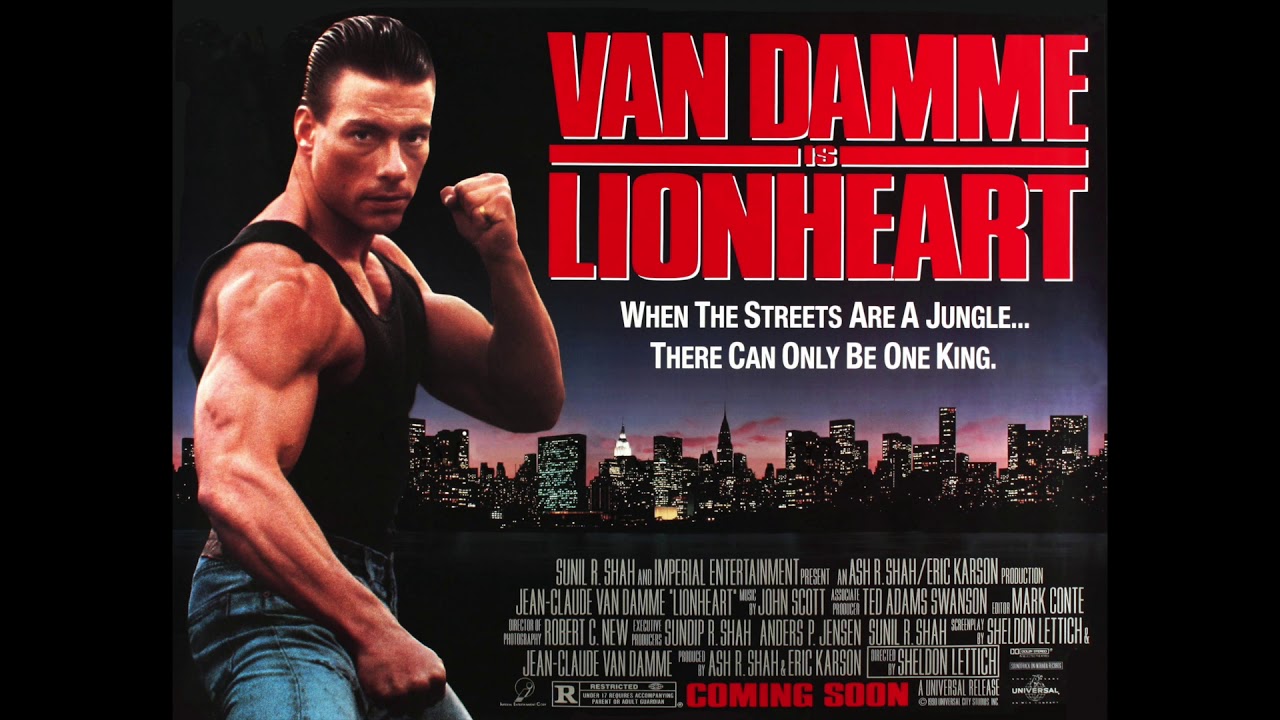 VAN DAMME
IS
LIONHEART
WHEN THE STREETS ARE A JUNGLE...
THERE CAN ONLY BE ONE KING.
SUNIL R. SHAH AND IMPERIAL ENTERTAINMENT PRESENT AN ASH R. SHAH/ERIC KARSON PRODUCTION
JEAN-CLAUDE VAN DAMME "LIONHEART" MUSIC BY JOHN SCOTT ASSOCIATE PRODUCER TED ADAMS SWANSON EDITOR MARK CONTE
DIRECTOR OF PHOTOGRAPHY ROBERT C. NEW EXECUTIVE PRODUCERS SUNDIP R. SHAH ANDERS P. JENSEN SUNIL R. SHAH SCREENPLAY BY SHELDON LETTICH &
JEAN-CLAUDE VAN DAMME PRODUCED BY ASH R. SHAH & ERIC KARSON DIRECTED BY SHELDON LETTICH
DOLBY STEREO
R RESTRICTED
UNDER 17 REQUIRES ACCOMPANYING
PARENT OR ADULT GUARDIAN
COMING SOON
A UNIVERSAL RELEASE
UNIVERSAL